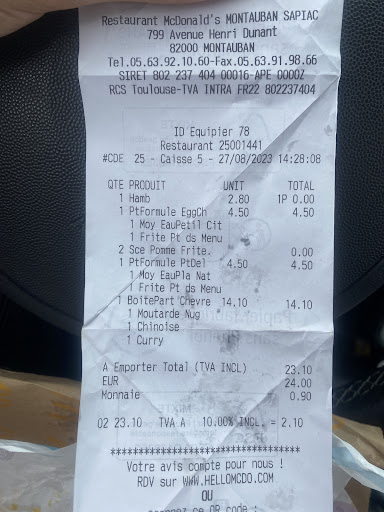 Restaurant McDonald's MONTAUBAN SAPIAC
799 Avenue Henri Dunant
82000 MONTAUBAN
Tel.05.63.92.10.60-Fax.05.63.91.98.66
SIRET 802 237 404 00016-APE 0000Z
RCS Toulouse-TVA INTRA FR22 802237404
ID Equipier 78
Restaurant 25001441
#CDE 25 - Caisse 5 - 27/08/2023 14:28:08
QTE PRODUIT UNIT TOTAL
1 Hamb 2.80 1P 0.00
1 PtFormule EggCh 4.50 4.50
1 Moy EauPetil Cit
1 Frite Pt ds Menu
2 Sce Pomme Frite. 0.00
1 PtFormule PtDel 4.50 4.50
1 Moy EauPla Nat
1 Frite Pt ds Menu
1 BoitePart Chevre 14.10 14.10
1 Moutarde Nug
1 Chinoise
1 Curry
A Emporter Total (TVA INCL) 23.10
EUR 24.00
Monnaie 0.90
02 23.10 TVA A 10.00% INCL. = 2.10
****************************************
Votre avis compte pour nous !
RDV sur WWW.HELLOMCDO.COM
OU
scannez ce QR code :